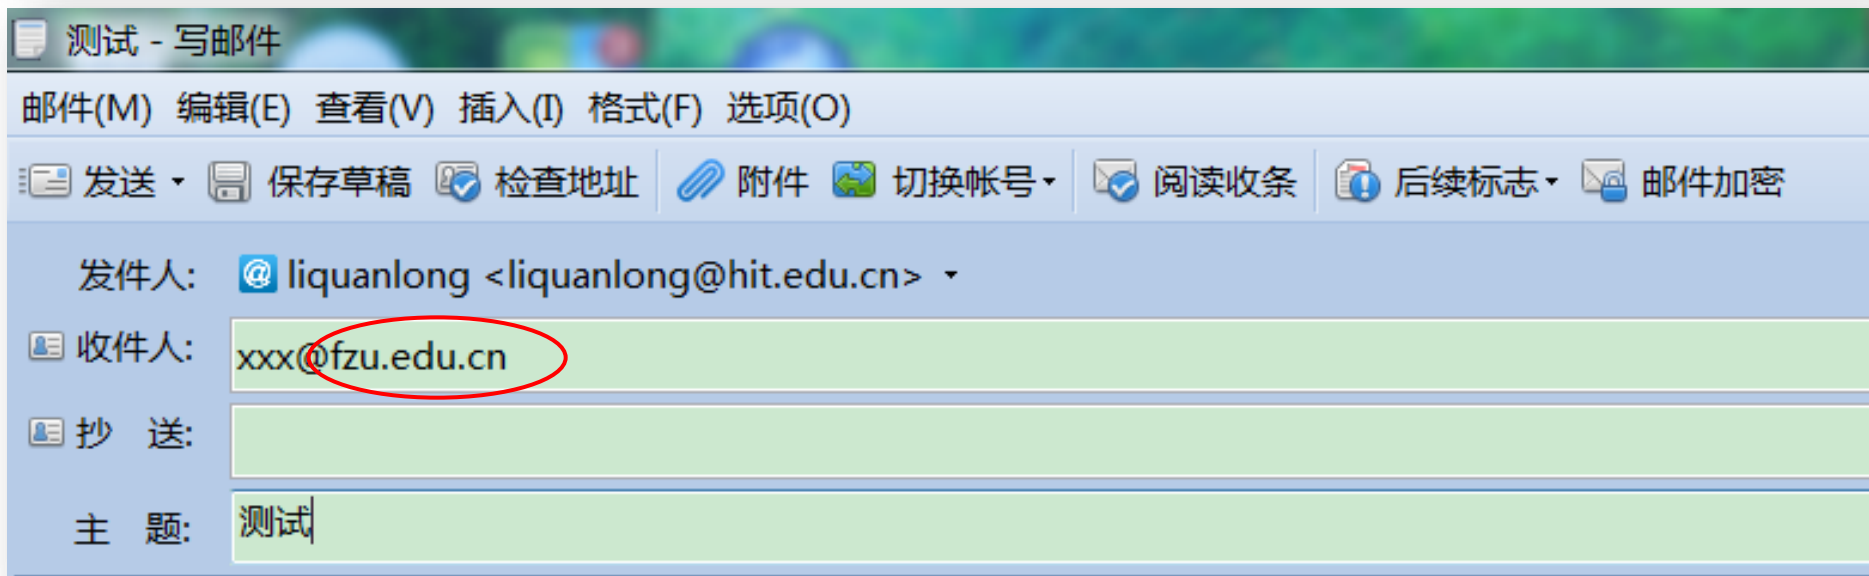 测试 - 写邮件
邮件(M) 编辑(E) 查看(V) 插入(I) 格式(F) 选项(O)
发送 保存草稿 检查地址 附件 切换帐号 阅读收条 后续标志 邮件加密
发件人: @ liquanlong <liquanlong@hit.edu.cn>
收件人: xxx@fzu.edu.cn
抄 送:
主 题: 测试